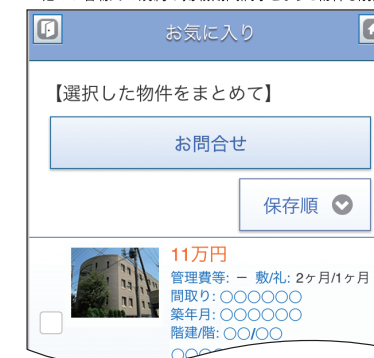 お気に入り
【選択した物件をまとめて】
お問合せ
保存順
11万円
管理費等: － 敷/礼: 2ヶ月/1ヶ月
間取り: ○○○○○○
築年月: ○○○○○○
階建/階: ○○/○○